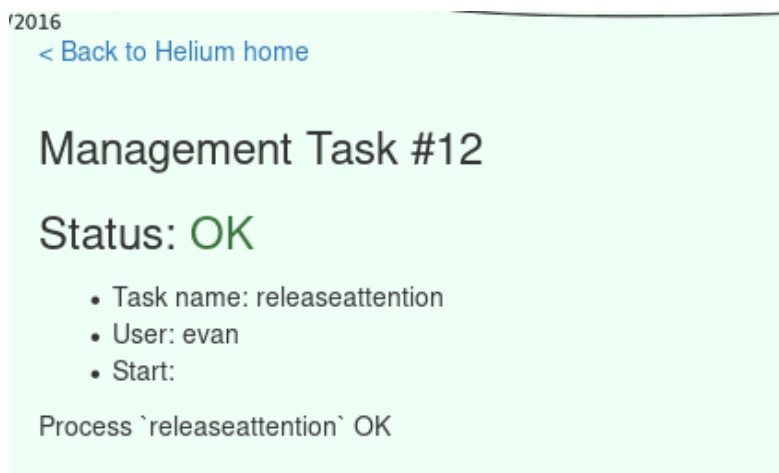 /2016
< Back to Helium home
Management Task #12
Status: OK
• Task name: releaseattention
• User: evan
• Start:
Process `releaseattention` OK